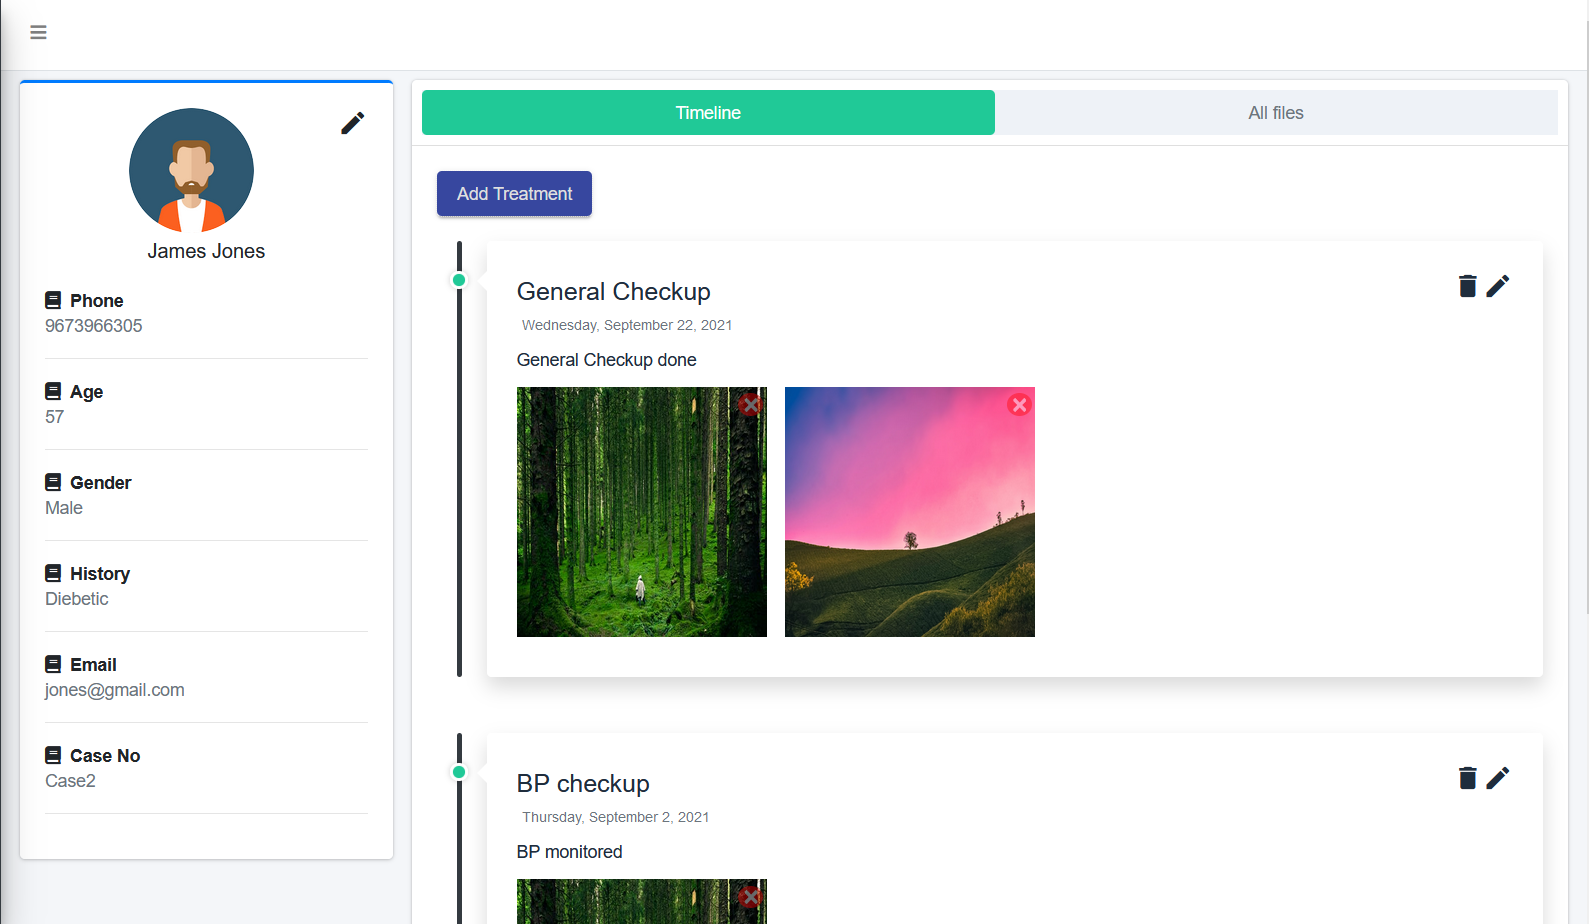 James Jones
Phone
9673966305
Age
57
Gender
Male
History
Diebetic
Email
jones@gmail.com
Case No
Case2
Timeline
All files
Add Treatment
General Checkup
Wednesday, September 22, 2021
General Checkup done
BP checkup
Thursday, September 2, 2021
BP monitored